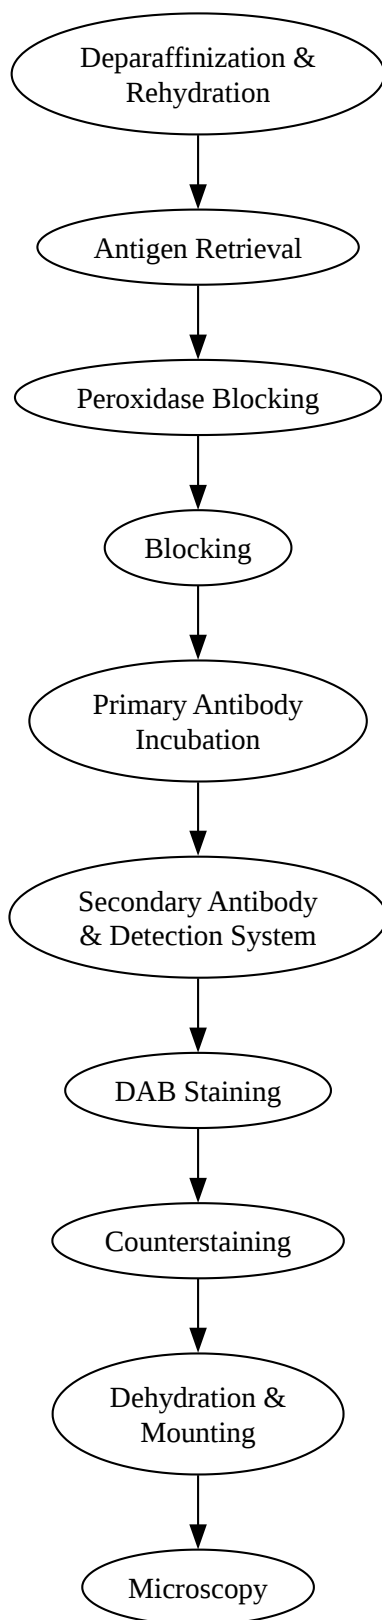 Deparaffinization &
Rehydration
Antigen Retrieval
Peroxidase Blocking
Blocking
Primary Antibody
Incubation
Secondary Antibody
& Detection System
DAB Staining
Counterstaining
Dehydration &
Mounting
Microscopy